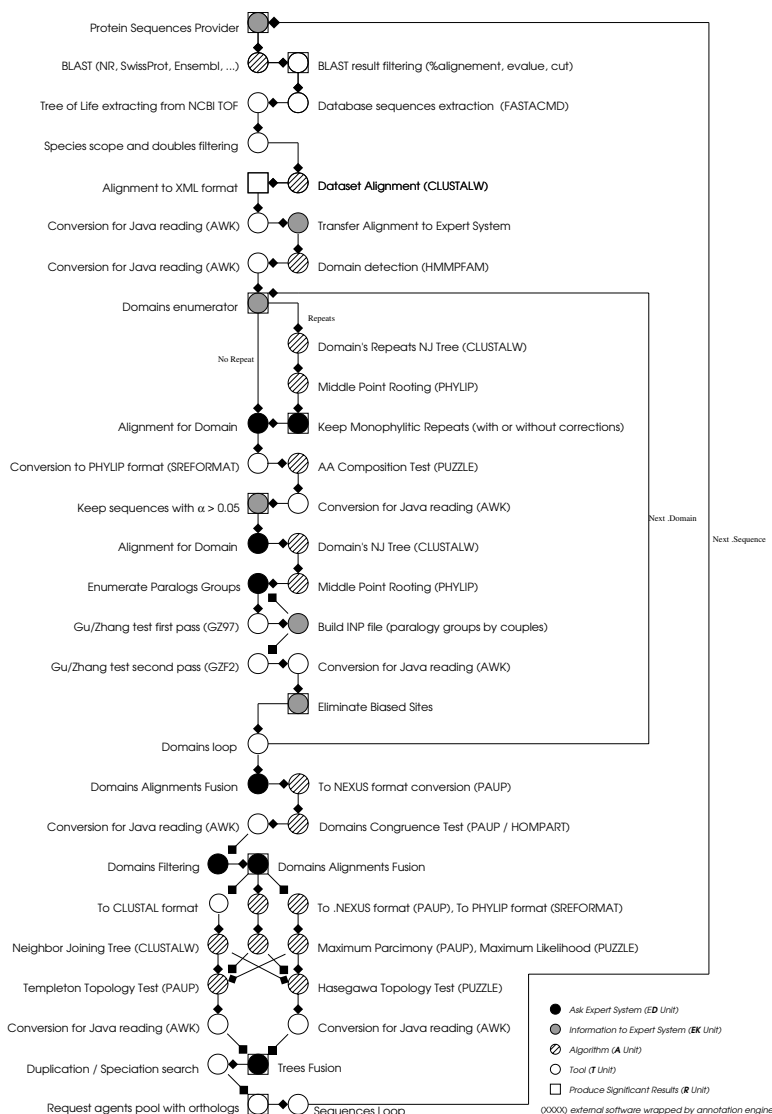 Protein Sequences Provider
BLAST (NR, SwissProt, Ensembl, ...)
BLAST result filtering (%alignement, evalue, cut)
Tree of Life extracting from NCBI TOF
Database sequences extraction (FASTACMD)
Species scope and doubles filtering
Alignment to XML format
Dataset Alignment (CLUSTALW)
Conversion for Java reading (AWK)
Transfer Alignment to Expert System
Conversion for Java reading (AWK)
Domain detection (HMMPFAM)
Domains enumerator
Repeats
Domain's Repeats NJ Tree (CLUSTALW)
No Repeat
Middle Point Rooting (PHYLIP)
Alignment for Domain
Keep Monophylitic Repeats (with or without corrections)
Conversion to PHYLIP format (SREFORMAT)
AA Composition Test (PUZZLE)
Keep sequences with α > 0.05
Conversion for Java reading (AWK)
Next .Domain
Next .Sequence
Alignment for Domain
Domain's NJ Tree (CLUSTALW)
Enumerate Paralogs Groups
Middle Point Rooting (PHYLIP)
Gu/Zhang test first pass (GZ97)
Build INP file (paralogy groups by couples)
Gu/Zhang test second pass (GZF2)
Conversion for Java reading (AWK)
Eliminate Biased Sites
Domains loop
Domains Alignments Fusion
To NEXUS format conversion (PAUP)
Conversion for Java reading (AWK)
Domains Congruence Test (PAUP / HOMPART)
Domains Filtering
Domains Alignments Fusion
To CLUSTAL format
To .NEXUS format (PAUP), To PHYLIP format (SREFORMAT)
Neighbor Joining Tree (CLUSTALW)
Maximum Parcimony (PAUP), Maximum Likelihood (PUZZLE)
Templeton Topology Test (PAUP)
Hasegawa Topology Test (PUZZLE)
Conversion for Java reading (AWK)
Conversion for Java reading (AWK)
Duplication / Speciation search
Trees Fusion
Request agents pool with orthologs
Sequences Loop
Ask Expert System (ED Unit)
Information to Expert System (EK Unit)
Algorithm (A Unit)
Tool (T Unit)
Produce Significant Results (R Unit)
(XXXX) external software wrapped by annotation engine